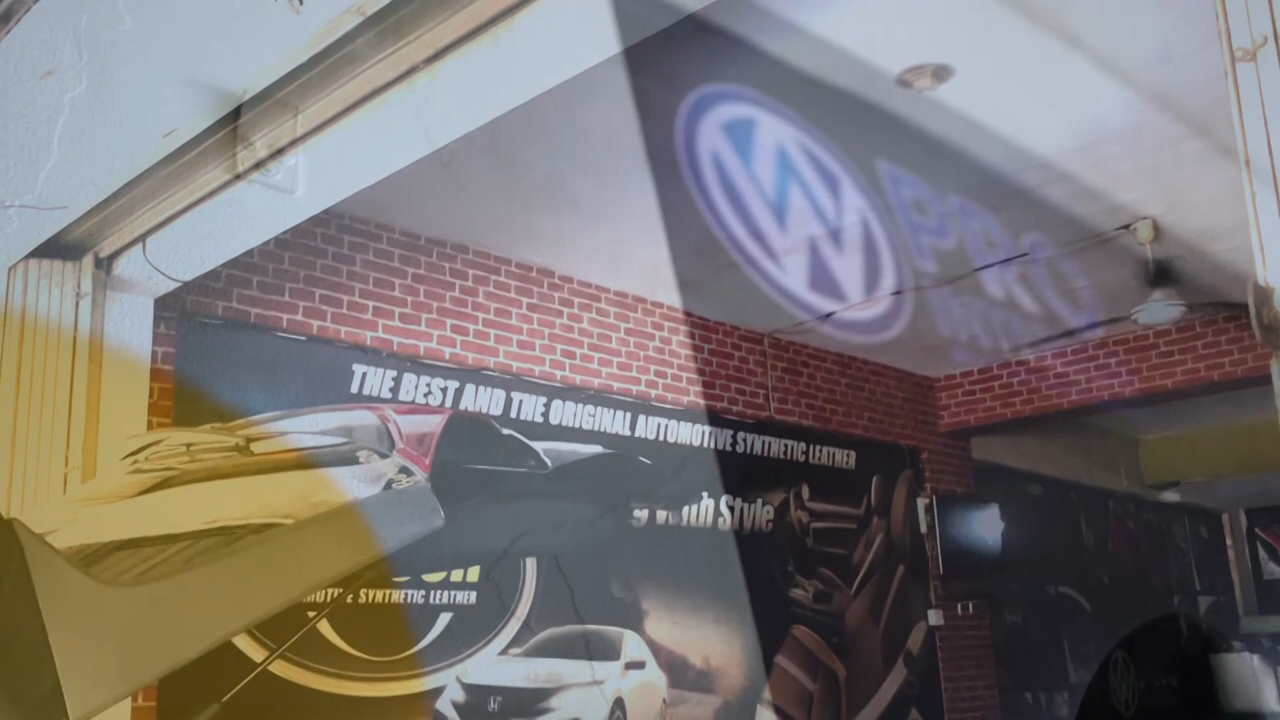 PRO
THE BEST AND THE ORIGINAL AUTOMOTIVE SYNTHETIC LEATHER
with Style
SYNTHETIC LEATHER